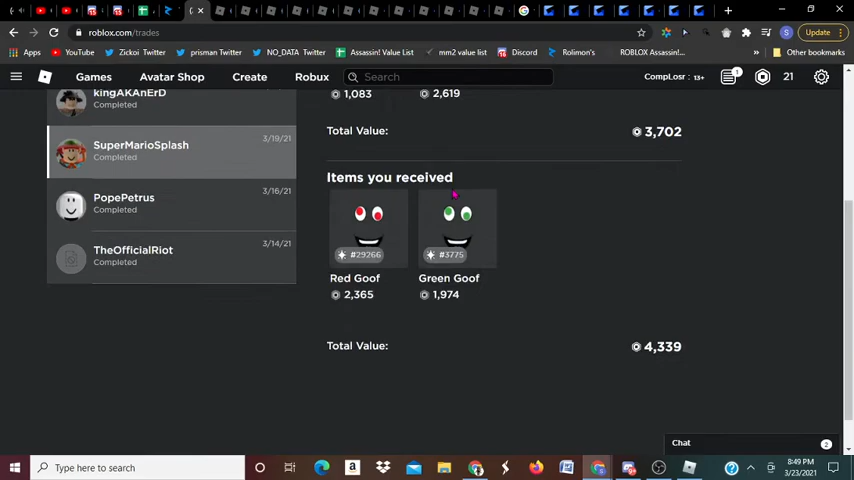 roblox.com/trades
Update
Apps
YouTube
Zickoi Twitter
prisman Twitter
NO_DATA Twitter
Assassin! Value List
mm2 value list
Discord
Rolimon's
ROBLOX Assassin!...
Other bookmarks
Games
Avatar Shop
Create
Robux
Search
CompLosr : 13+
1
21
kingAKAnErD
Completed
1,083
2,619
SuperMarioSplash
3/19/21
Completed
Total Value:
3,702
Items you received
PopePetrus
3/16/21
Completed
TheOfficialRiot
3/14/21
Completed
#29266
#3775
Red Goof
Green Goof
2,365
1,974
Total Value:
4,339
Chat
2
Type here to search
8:49 PM
3/23/2021